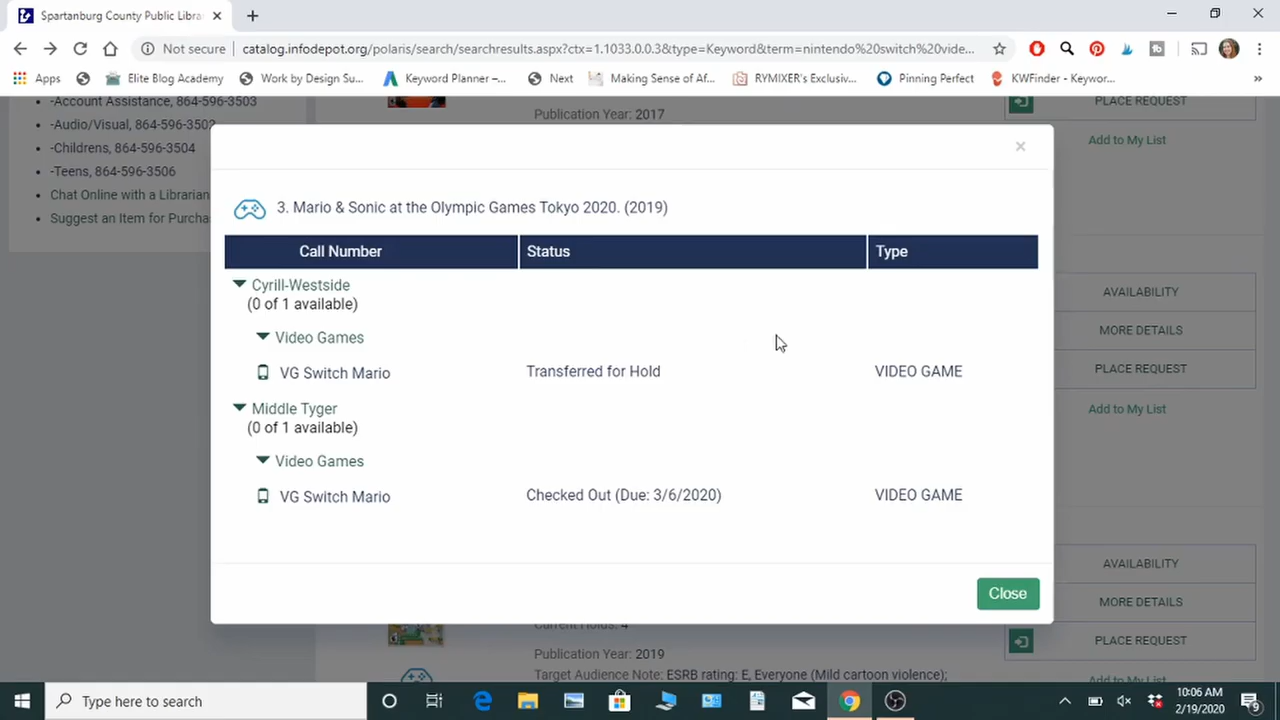 Spartanburg County Public Libra
Not secure
catalog.infodepot.org/polaris/search/searchresults.aspx?ctx=1.1033.0.0.3&type=Keyword&term=nintendo%20switch%20vide...
Apps
Elite Blog Academy
Work by Design Su...
Keyword Planner –...
Next
Making Sense of Af...
RYMIXER's Exclusiv...
Pinning Perfect
KWFinder - Keywor...
»
-Account Assistance, 864-596-3503
-Audio/Visual, 864-596-3502
-Childrens, 864-596-3504
-Teens, 864-596-3506
Chat Online with a Librarian
Suggest an Item for Purcha
Publication Year: 2017
PLACE REQUEST
Add to My List
3. Mario & Sonic at the Olympic Games Tokyo 2020. (2019)
Call Number Status Type
Cyrill-Westside
(0 of 1 available)
Video Games
VG Switch Mario Transferred for Hold VIDEO GAME
Middle Tyger
(0 of 1 available)
Video Games
VG Switch Mario Checked Out (Due: 3/6/2020) VIDEO GAME
Close
AVAILABILITY
MORE DETAILS
PLACE REQUEST
Add to My List
AVAILABILITY
MORE DETAILS
PLACE REQUEST
Current Holds: 4
Publication Year: 2019
Target Audience Note: ESRB rating: E, Everyone (Mild cartoon violence);
Add to My List
Type here to search
10:06 AM
2/19/2020
9